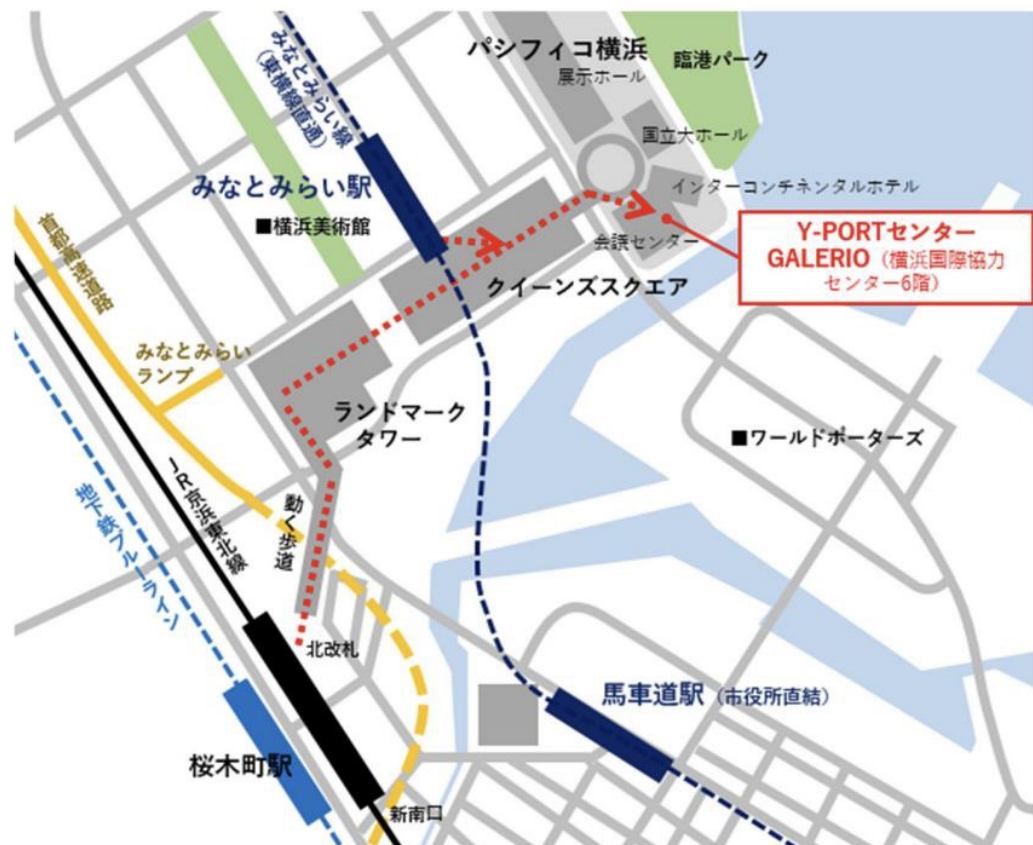 パシフィコ横浜
展示ホール
臨港パーク
みなとみらい線
（東横線直通）
国立大ホール
みなとみらい駅
インターコンチネンタルホテル
■横浜美術館
会議センター
Y-PORTセンター
GALERIO（横浜国際協力
センター6階）
首都高速道路
クイーンズスクエア
みなとみらい
ランプ
ランドマーク
タワー
■ワールドポーターズ
JR京浜東北線
動く歩道
地下鉄ブルーライン
北改札
馬車道駅（市役所直結）
桜木町駅
新南口